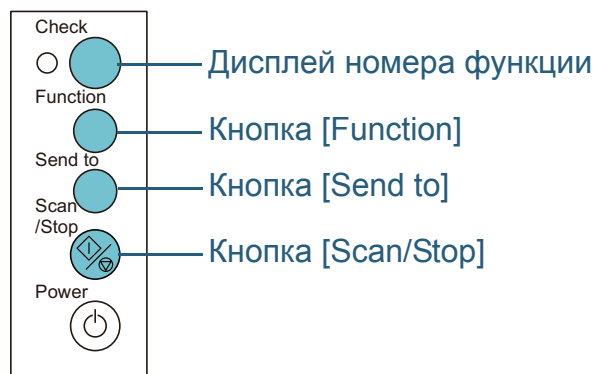 Check
Дисплей номера функции
Function
Кнопка [Function]
Send to
Кнопка [Send to]
Scan
/Stop
Кнопка [Scan/Stop]
Power